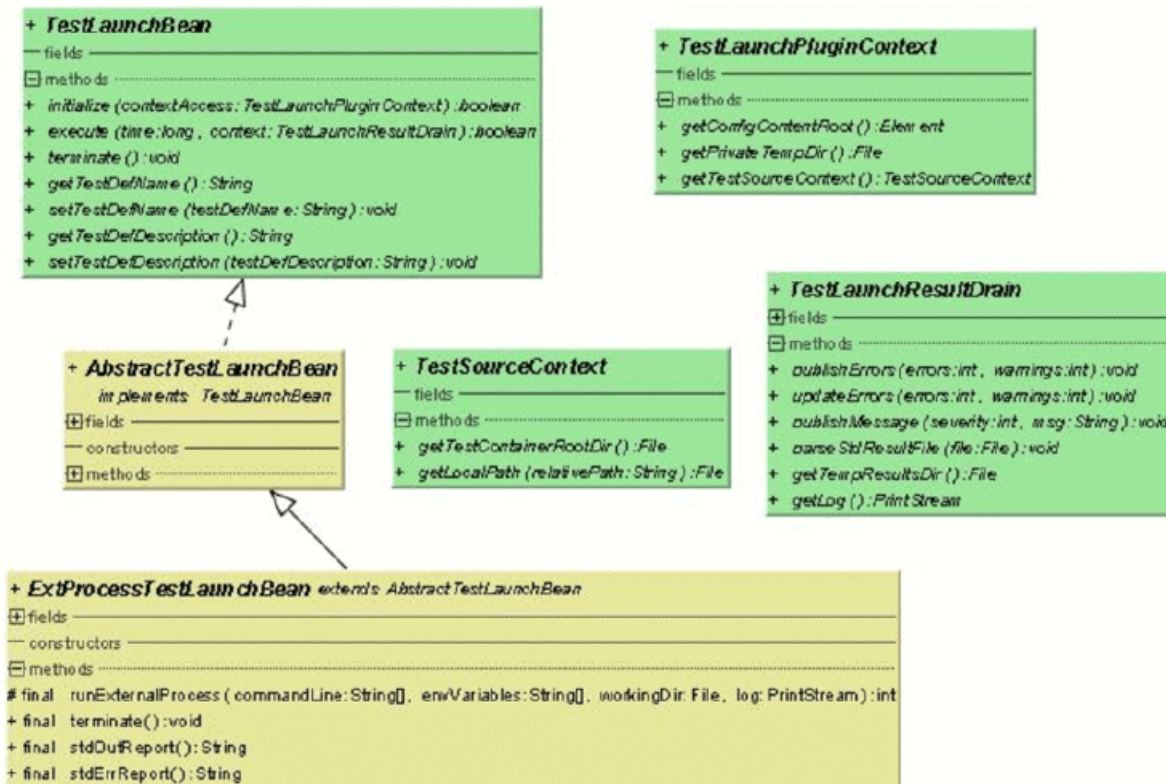 + TestLaunchBean
fields
methods
+ initialize (contextAccess: TestLaunchPluginContext) :boolean
+ execute (time:long, context: TestLaunchResultDrain) :boolean
+ terminate () :void
+ getTestDefName () : String
+ setTestDefName (testDefName: String) : void
+ getTestDefDescription () : String
+ setTestDefDescription (testDefDescription: String) : void
+ TestLaunchPluginContext
fields
methods
+ getConfigContentRoot () : Element
+ getPrivateTempDir () :File
+ getTestSourceContext () : TestSourceContext
+ TestLaunchResultDrain
fields
methods
+ publishErrors (errors:int, warnings:int) : void
+ updateErrors (errors:int, warnings:int) : void
+ publishMessage (severity:int, msg: String) : void
+ parseStdResultFile (file:File) : void
+ getTempResultsDir () :File
+ getLog () :PrintStream
+ AbstractTestLaunchBean
implements TestLaunchBean
fields
constructors
methods
+ TestSourceContext
fields
methods
+ getTestContainerRootDir () :File
+ getLocalPath (relativePath: String) :File
+ ExtProcessTestLaunchBean extends AbstractTestLaunchBean
fields
constructors
methods
# final runExternalProcess ( commandLine: String[], envVariables: String[], workingDir: File, log: PrintStream) : int
+ final terminate() : void
+ final stdOutReport() : String
+ final stdErrReport() : String